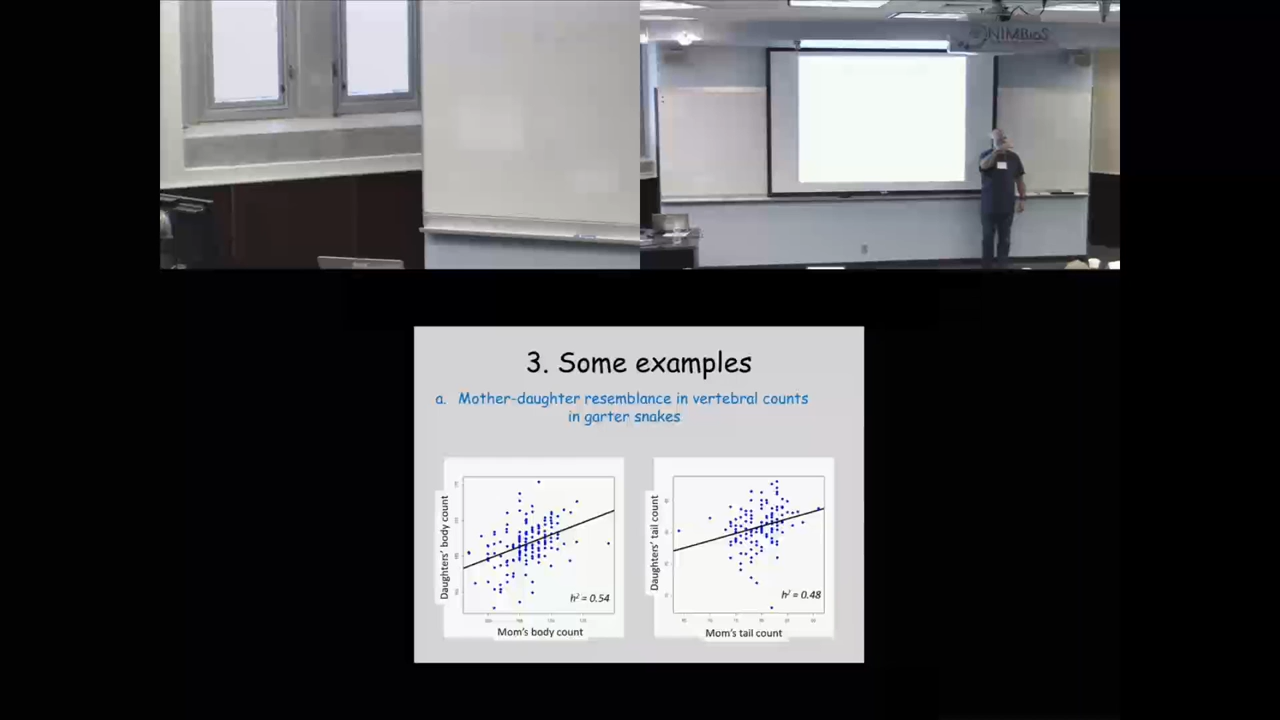 NIMBioS
3. Some examples
a. Mother-daughter resemblance in vertebral counts
in garter snakes
Daughters' body count
h² = 0.54
Mom's body count
Daughters' tail count
h² = 0.48
Mom's tail count